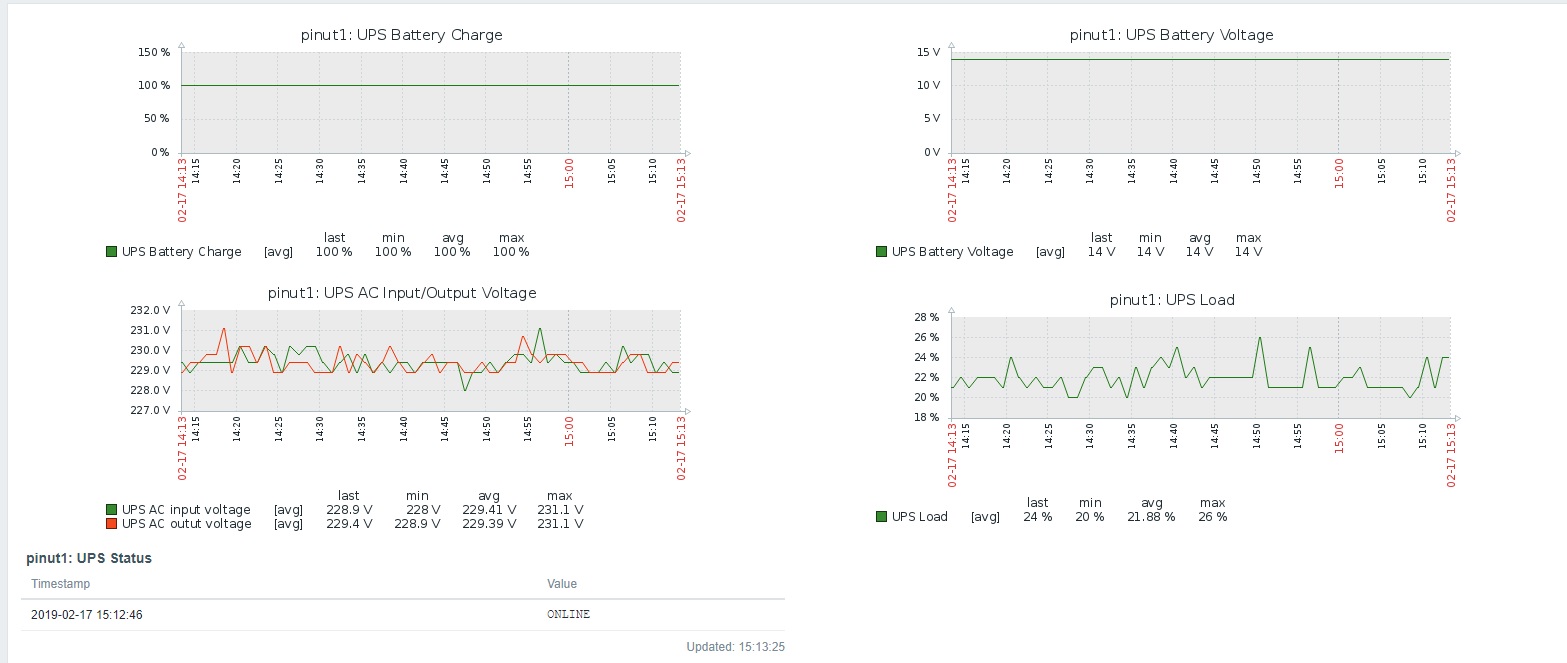 pinut1: UPS Battery Charge
150 %
100 %
50 %
0 %
02-17 14:13 14:15 14:20 14:25 14:30 14:35 14:40 14:45 14:50 14:55 15:00 15:05 15:10 02-17 15:13
last min avg max
UPS Battery Charge [avg] 100 % 100 % 100 % 100 %
pinut1: UPS Battery Voltage
15 V
10 V
5 V
0 V
02-17 14:13 14:15 14:20 14:25 14:30 14:35 14:40 14:45 14:50 14:55 15:00 15:05 15:10 02-17 15:13
last min avg max
UPS Battery Voltage [avg] 14 V 14 V 14 V 14 V
pinut1: UPS AC Input/Output Voltage
232.0 V
231.0 V
230.0 V
229.0 V
228.0 V
227.0 V
02-17 14:13 14:15 14:20 14:25 14:30 14:35 14:40 14:45 14:50 14:55 15:00 15:05 15:10 02-17 15:13
last min avg max
UPS AC input voltage [avg] 228.9 V 228 V 229.41 V 231.1 V
UPS AC outut voltage [avg] 229.4 V 228.9 V 229.39 V 231.1 V
pinut1: UPS Load
28 %
26 %
24 %
22 %
20 %
18 %
02-17 14:13 14:15 14:20 14:25 14:30 14:35 14:40 14:45 14:50 14:55 15:00 15:05 15:10 02-17 15:13
last min avg max
UPS Load [avg] 24 % 20 % 21.88 % 26 %
pinut1: UPS Status
Timestamp Value
2019-02-17 15:12:46 ONLINE
Updated: 15:13:25